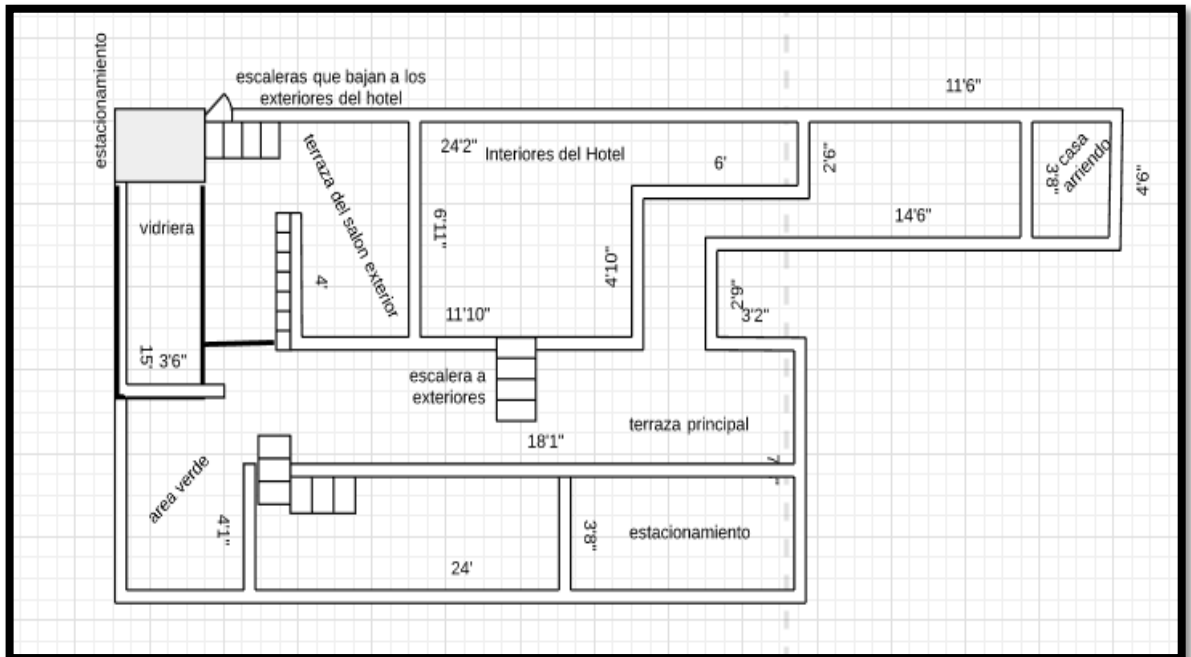 estacionamiento
escaleras que bajan a los
exteriores del hotel
11'6"
terraza del salon exterior
24'2"
Interiores del Hotel
6'
2'6"
3'8"
casa
arriendo
4'6"
vidriera
6'11"
14'6"
4'
4'10"
2'9"
3'2"
11'10"
15'
3'6"
escalera a
exteriores
terraza principal
18'1"
7'
area verde
4'1"
3'8"
estacionamiento
24'